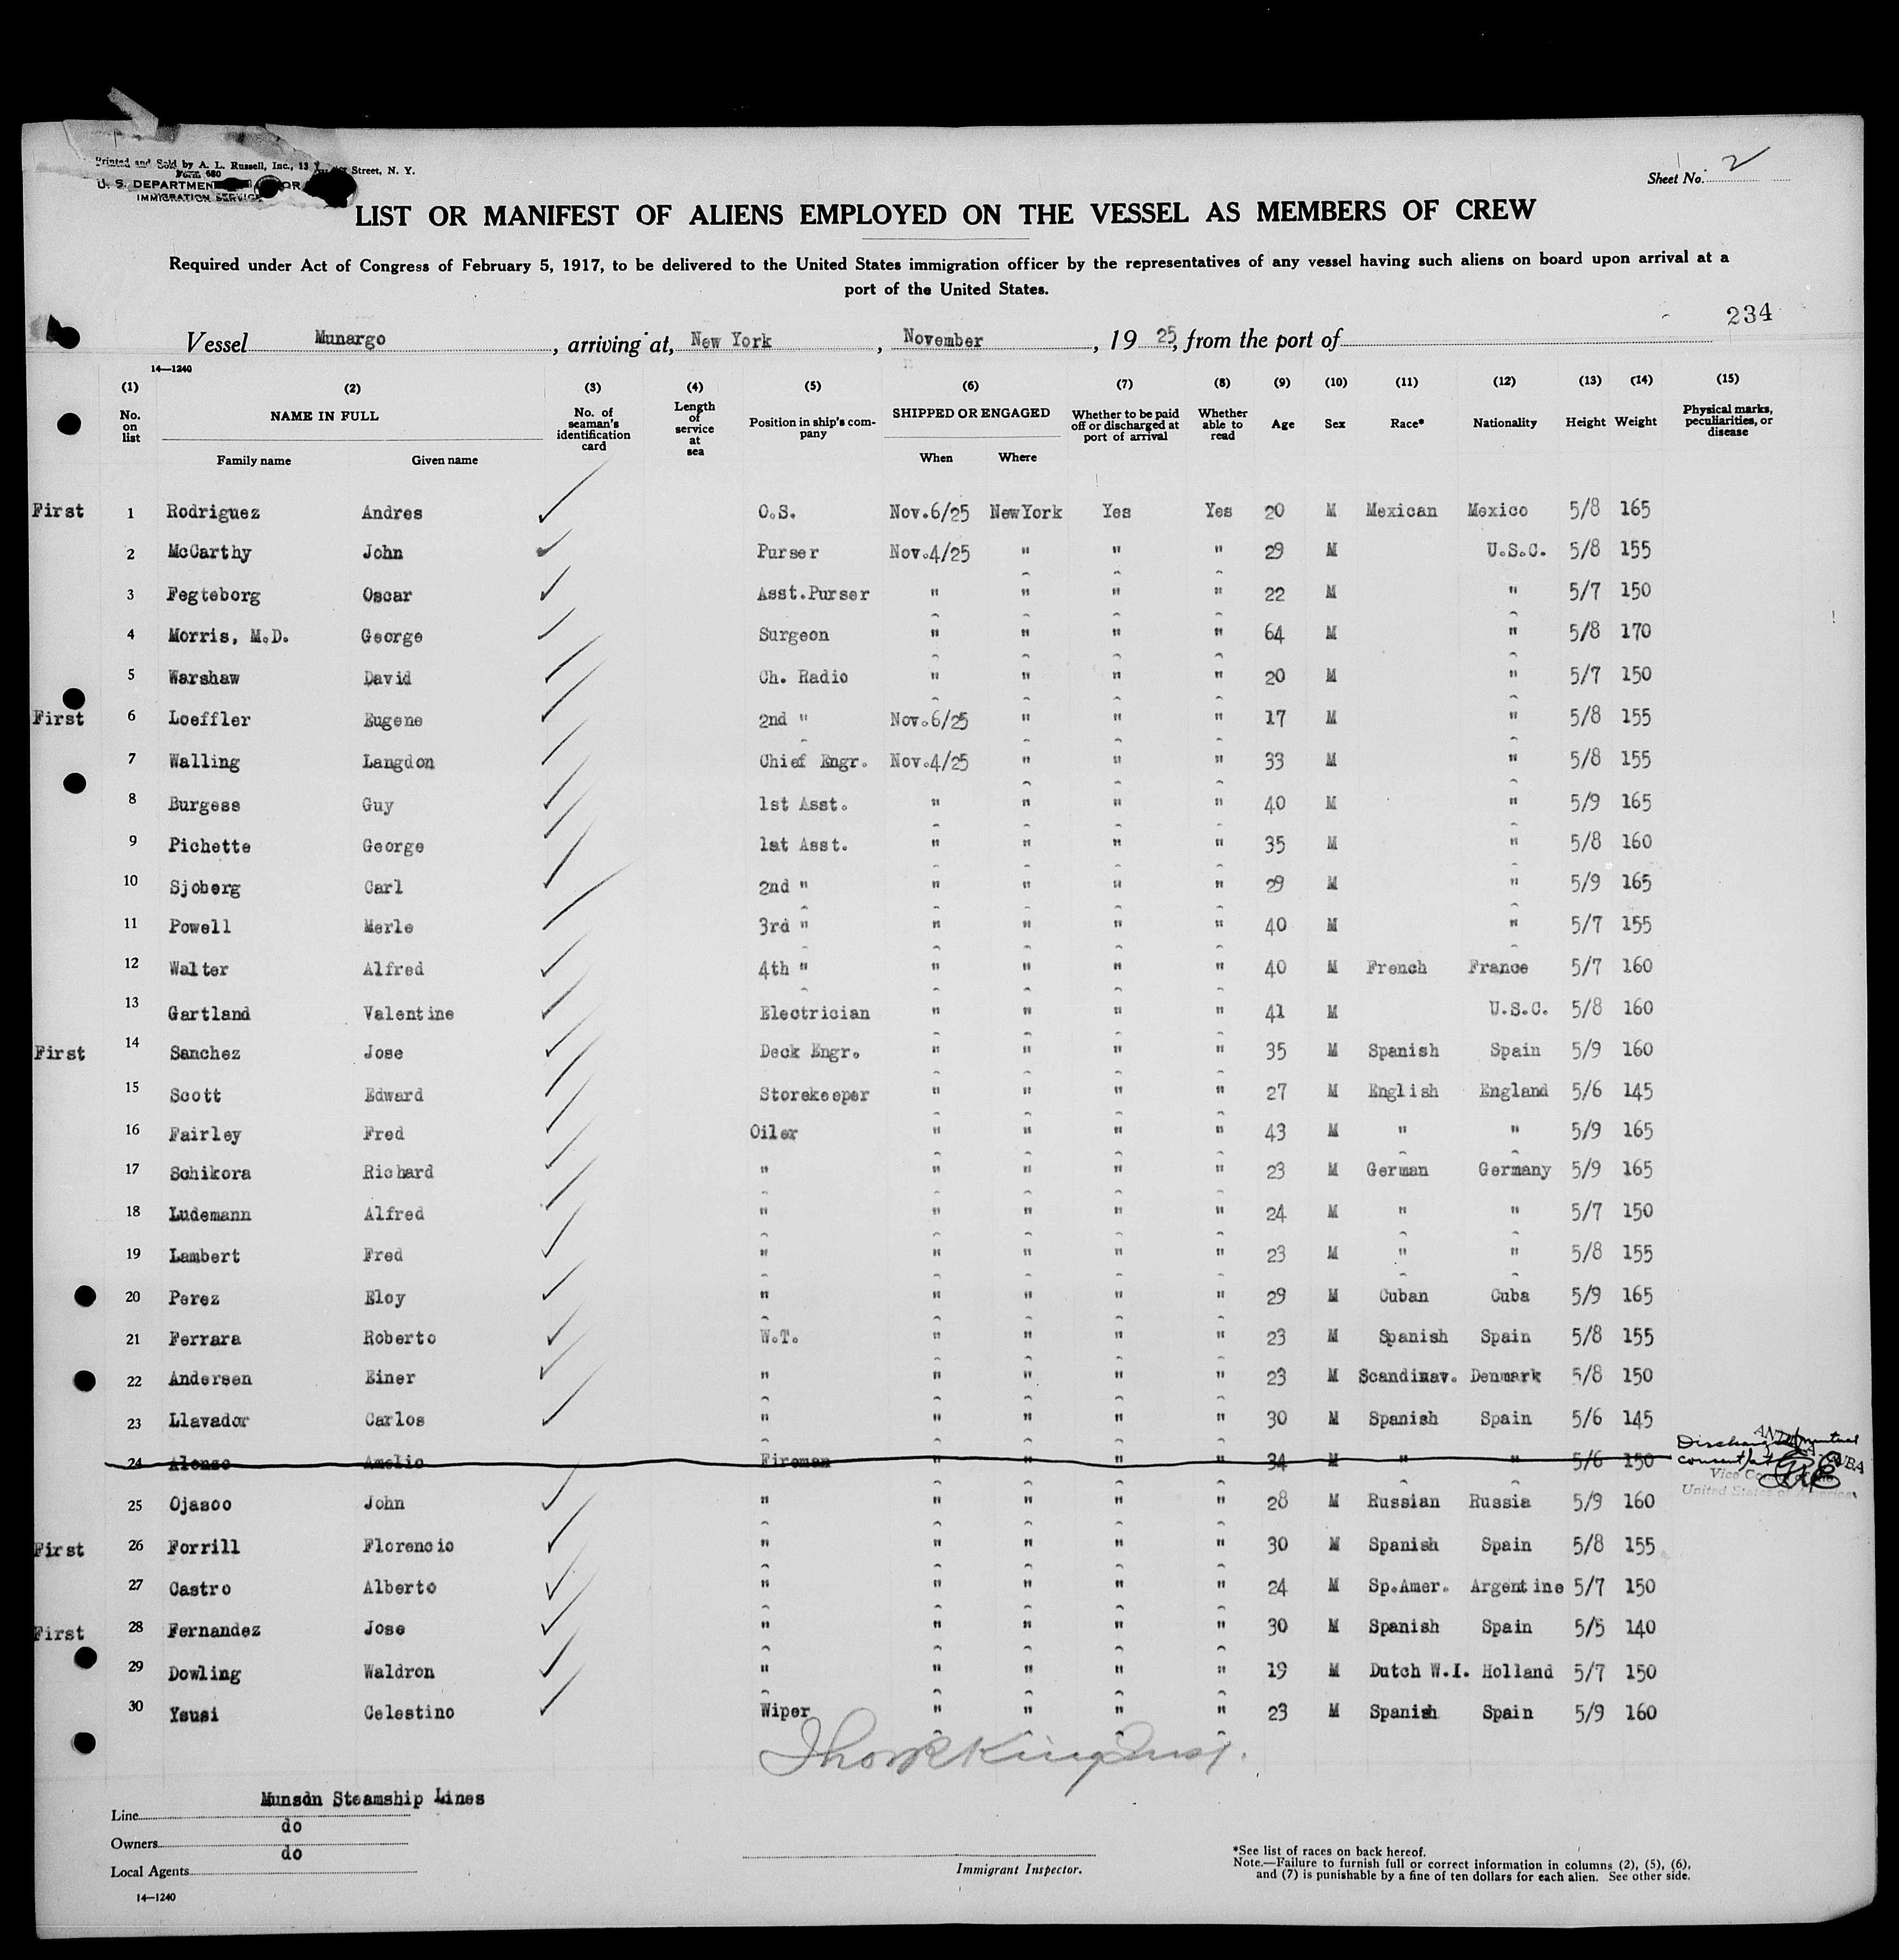 Printed and Sold by A. L. Russell, Inc., 13 Street, N. Y.
Form 680
U. S. DEPARTMENT OR
IMMIGRATION SERVICE
Sheet No. 2
LIST OR MANIFEST OF ALIENS EMPLOYED ON THE VESSEL AS MEMBERS OF CREW
Required under Act of Congress of February 5, 1917, to be delivered to the United States immigration officer by the representatives of any vessel having such aliens on board upon arrival at a
port of the United States.
234
Vessel Munargo, arriving at, New York, November, 19 25, from the port of
14—1240
(1) (2) (3) (4) (5) (6) (7) (8) (9) (10) (11) (12) (13) (14) (15)
No. on list NAME IN FULL Family name Given name No. of seaman's identification card Length of service at sea Position in ship's company SHIPPED OR ENGAGED When Where Whether to be paid off or discharged at port of arrival Whether able to read Age Sex Race* Nationality Height Weight Physical marks, peculiarities, or disease
First 1 Rodriguez Andres O.S. Nov.6/25 NewYork Yes Yes 20 M Mexican Mexico 5/8 165
2 McCarthy John Purser Nov.4/25 " " " 29 M U.S.C. 5/8 155
3 Fegteborg Oscar Asst.Purser " " " " 22 M " 5/7 150
4 Morris, M.D. George Surgeon " " " " 64 M " 5/8 170
5 Warshaw David Ch. Radio " " " " 20 M " 5/7 150
First 6 Loeffler Eugene 2nd " Nov.6/25 " " " 17 M " 5/8 155
7 Walling Langdon Chief Engr. Nov.4/25 " " " 33 M " 5/8 155
8 Burgess Guy 1st Asst. " " " " 40 M " 5/9 165
9 Pichette George 1st Asst. " " " " 35 M " 5/8 160
10 Sjoberg Carl 2nd " " " " " 29 M " 5/9 165
11 Powell Merle 3rd " " " " " 40 M " 5/7 155
12 Walter Alfred 4th " " " " " 40 M French France 5/7 160
13 Gartland Valentine Electrician " " " " 41 M U.S.C. 5/8 160
First 14 Sanchez Jose Deck Engr. " " " " 35 M Spanish Spain 5/9 160
15 Scott Edward Storekeeper " " " " 27 M English England 5/6 145
16 Fairley Fred Oiler " " " " 43 M " " 5/9 165
17 Schikora Richard " " " " " 23 M German Germany 5/9 165
18 Ludemann Alfred " " " " " 24 M " " 5/7 150
19 Lambert Fred " " " " " 23 M " " 5/8 155
20 Perez Eloy " " " " " 29 M Cuban Cuba 5/9 165
21 Ferrara Roberto W.T. " " " " 23 M Spanish Spain 5/8 155
22 Andersen Einer " " " " " 23 M Scandinav. Denmark 5/8 150
23 Llavador Carlos " " " " " 30 M Spanish Spain 5/6 145
24 Alonso Amelio Fireman " " " " 34 M " " 5/6 150 Discharged mutual consent at
Vice Consul of the
United States of America
25 Ojasoo John " " " " " 28 M Russian Russia 5/9 160
First 26 Forrill Florencio " " " " " 30 M Spanish Spain 5/8 155
27 Castro Alberto " " " " " 24 M Sp.Amer. Argentine 5/7 150
First 28 Fernandez Jose " " " " " 30 M Spanish Spain 5/5 140
29 Dowling Waldron " " " " " 19 M Dutch W.I. Holland 5/7 150
30 Ysusi Celestino Wiper " " " " 23 M Spanish Spain 5/9 160
Line Munson Steamship Lines
Owners do
Local Agents do
Immigrant Inspector.
*See list of races on back hereof.
Note.—Failure to furnish full or correct information in columns (2), (5), (6),
and (7) is punishable by a fine of ten dollars for each alien. See other side.
14—1240